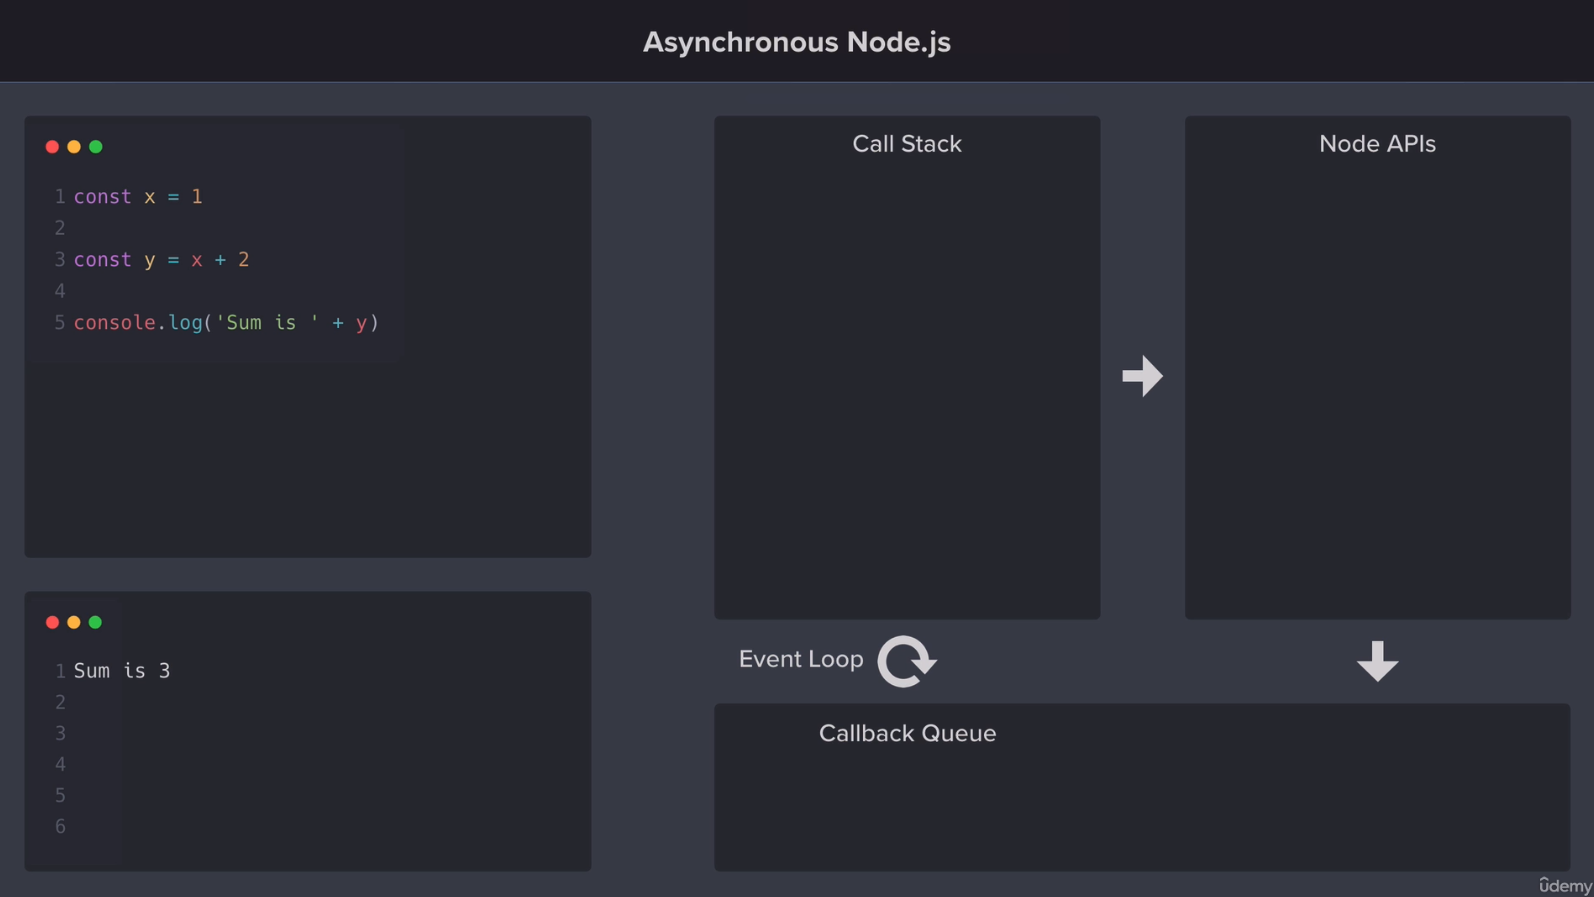 Asynchronous Node.js
1 const x = 1
2
3 const y = x + 2
4
5 console.log('Sum is ' + y)
1 Sum is 3
2
3
4
5
6
Call Stack
Node APIs
Event Loop
Callback Queue
ûdemy